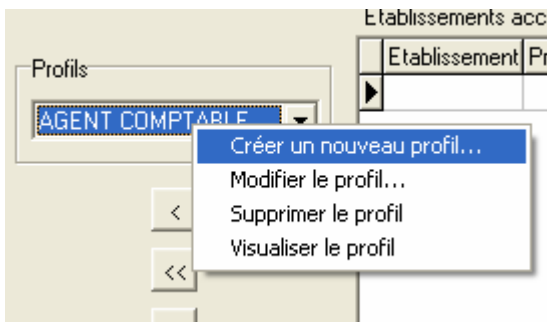 Etablissements acc
Etablissement Pr
Profils
AGENT COMPTABLE
Créer un nouveau profil...
Modifier le profil...
Supprimer le profil
Visualiser le profil
<
<<